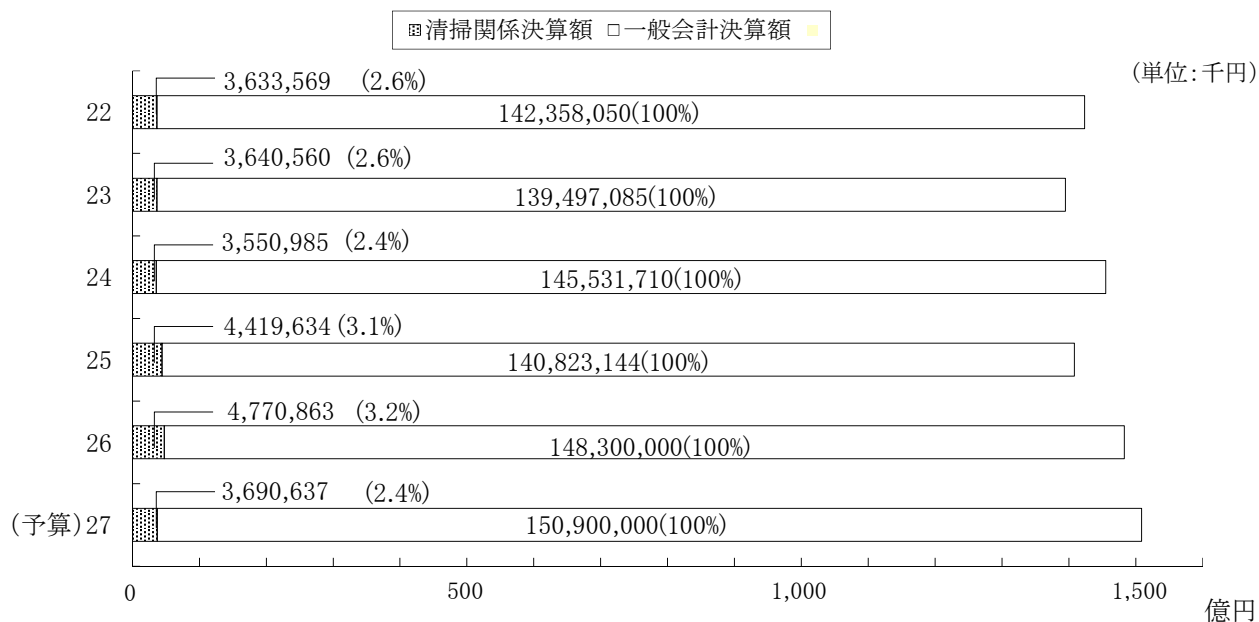 清掃関係決算額 一般会計決算額
(単位:千円)
3,633,569 (2.6%)
22 142,358,050(100%)
3,640,560 (2.6%)
23 139,497,085(100%)
3,550,985 (2.4%)
24 145,531,710(100%)
4,419,634 (3.1%)
25 140,823,144(100%)
4,770,863 (3.2%)
26 148,300,000(100%)
3,690,637 (2.4%)
(予算)27 150,900,000(100%)
0 500 1,000 1,500
億円